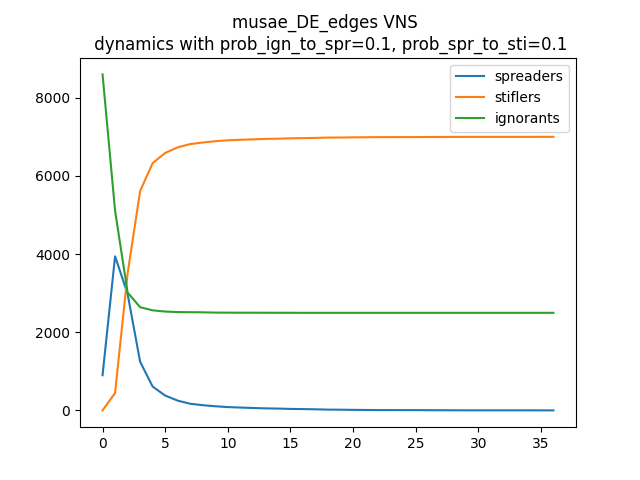 musae_DE_edges VNS
dynamics with prob_ign_to_spr=0.1, prob_spr_to_sti=0.1
spreaders
stiflers
ignorants
8000
6000
4000
2000
0
0 5 10 15 20 25 30 35